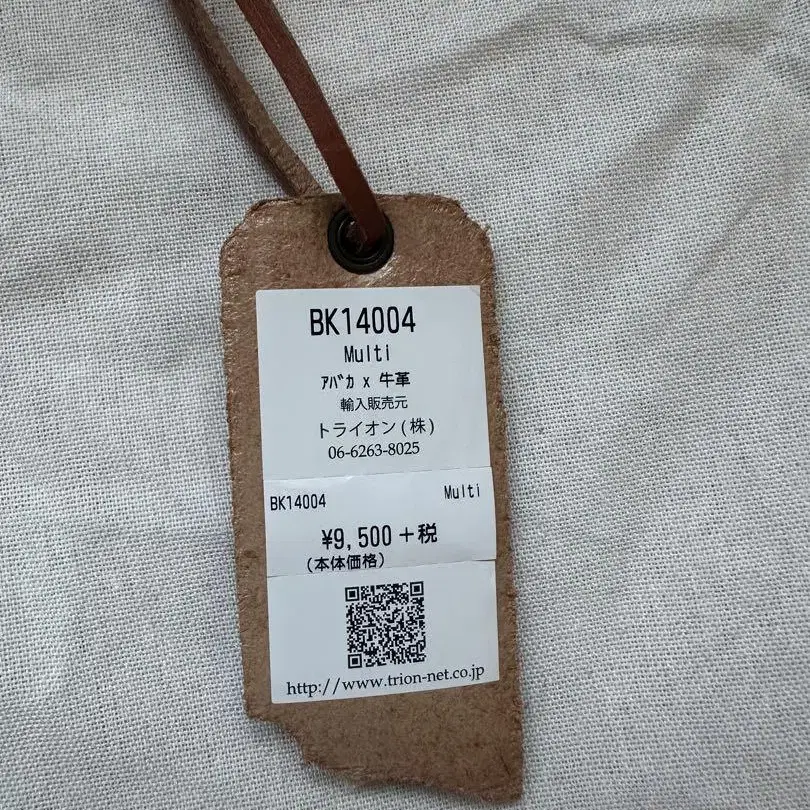 BK14004
Multi
ｱﾊﾞｶ x 牛革
輸入販売元
トライオン(株)
06-6263-8025
BK14004 Multi
¥9,500+税
(本体価格)
http://www.trion-net.co.jp